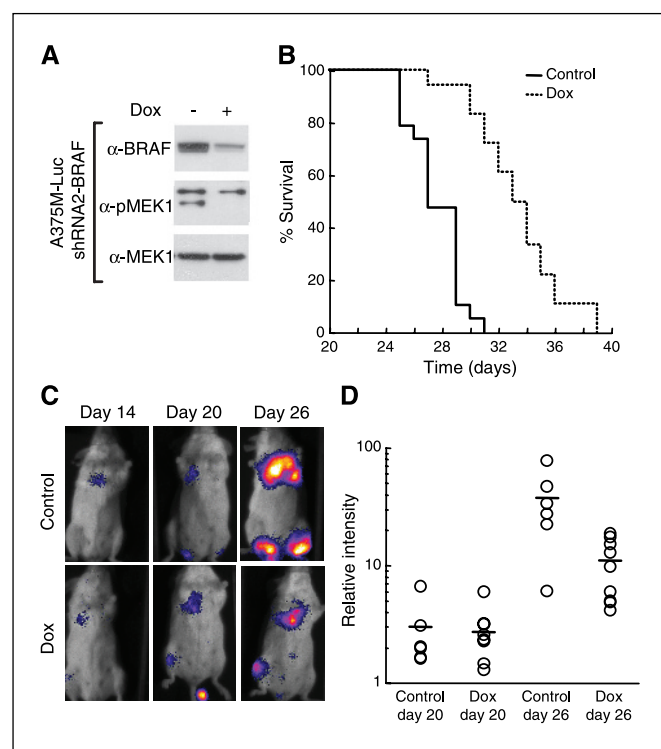 A
Dox - +
A375M-Luc
shRNA2-BRAF
α-BRAF
α-pMEK1
α-MEK1
B
100
80
60
40
20
0
% Survival
Control
Dox
20 24 28 32 36 40
Time (days)
C
Day 14 Day 20 Day 26
Control
Dox
D
100
10
1
Relative intensity
Control Dox Control Dox
day 20 day 20 day 26 day 26